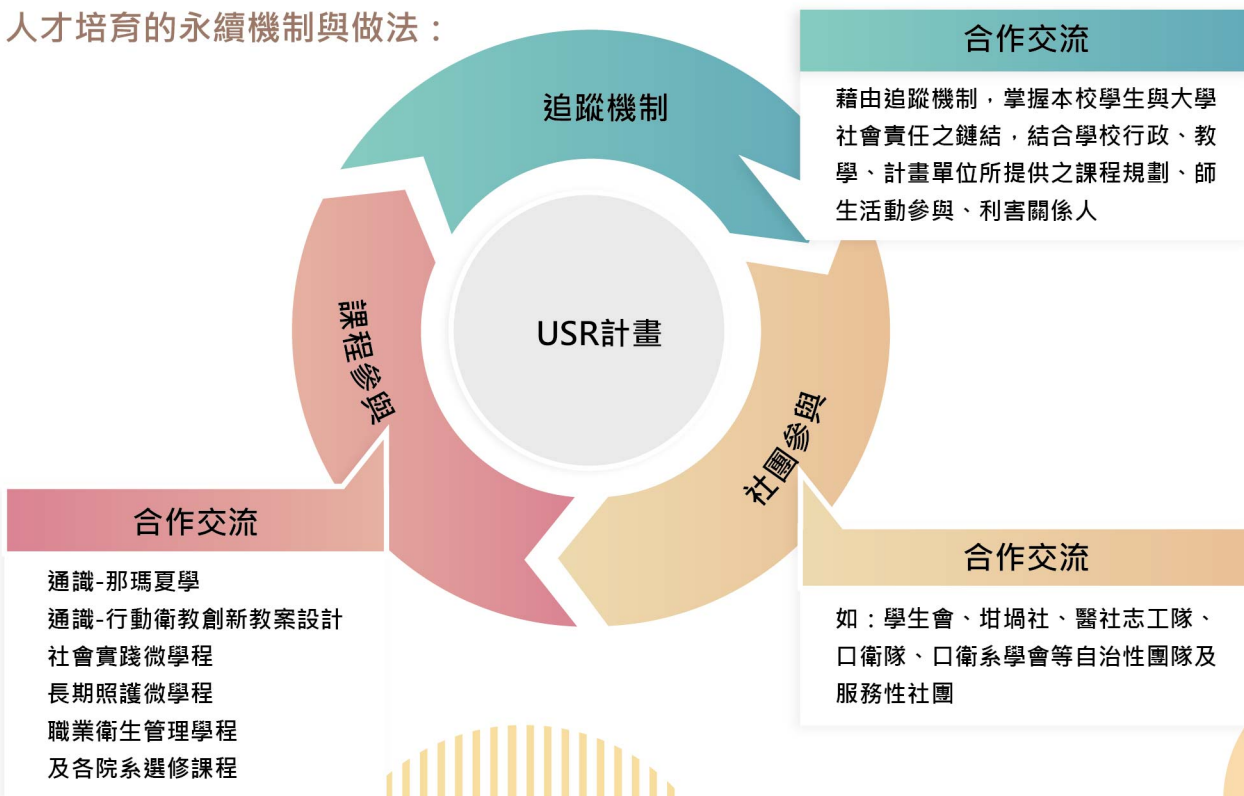 人才培育的永續機制與做法：
追蹤機制
合作交流
藉由追蹤機制，掌握本校學生與大學
社會責任之鏈結，結合學校行政、教
學、計畫單位所提供之課程規劃、師
生活動參與、利害關係人
USR計畫
課程參與
社團參與
合作交流
通識-那瑪夏學
通識-行動衛教創新教案設計
社會實踐微學程
長期照護微學程
職業衛生管理學程
及各院系選修課程
合作交流
如：學生會、坩堝社、醫社志工隊、
口衛隊、口衛系學會等自治性團隊及
服務性社團